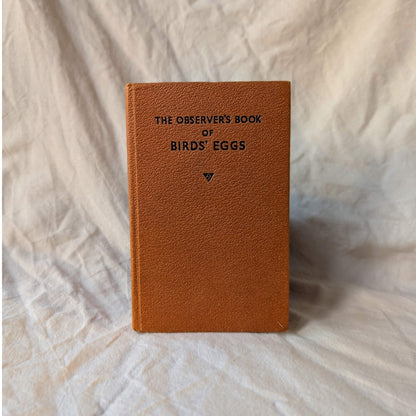 THE OBSERVER'S BOOK
OF
BIRDS' EGGS